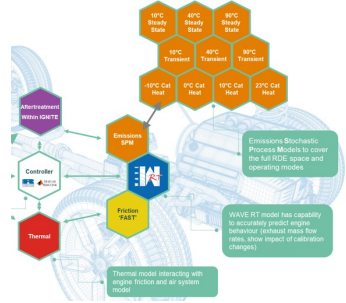 10°C
Steady
State
40°C
Steady
State
90°C
Steady
State
10°C
Transient
40°C
Transient
90°C
Transient
-10°C Cat
Heat
0°C Cat
Heat
10°C Cat
Heat
23°C Cat
Heat
Aftertreatment
Within IGNITE
Emissions
SPM
Emissions Stochastic
Process Models to cover
the full RDE space and
operating modes
Controller
RT
WAVE RT model has capability
to accurately predict engine
behaviour (exhaust mass flow
rates, show impact of calibration
changes)
Friction
'FAST'
Thermal
Thermal model interacting with
engine friction and air system
model